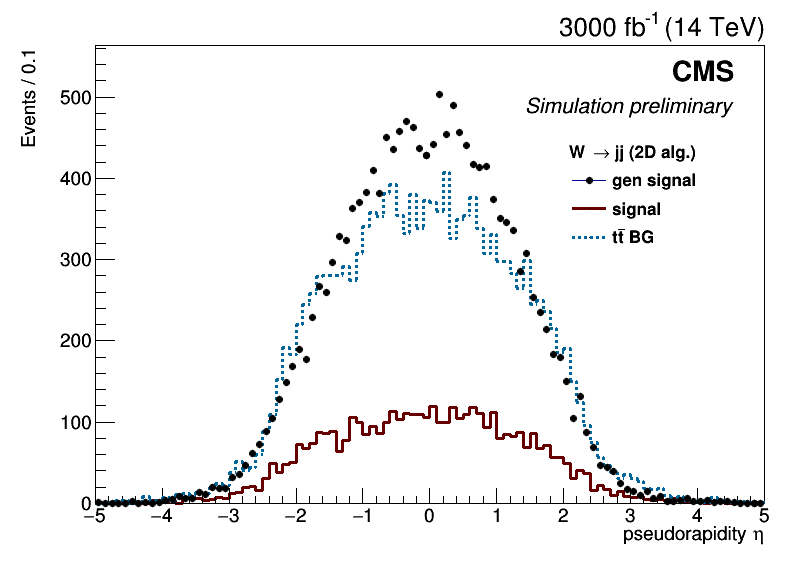 3000 fb⁻¹ (14 TeV)
CMS
Simulation preliminary
W → jj (2D alg.)
gen signal
signal
tt̄ BG
Events / 0.1
500
400
300
200
100
0
−5 −4 −3 −2 −1 0 1 2 3 4 5
pseudorapidity η